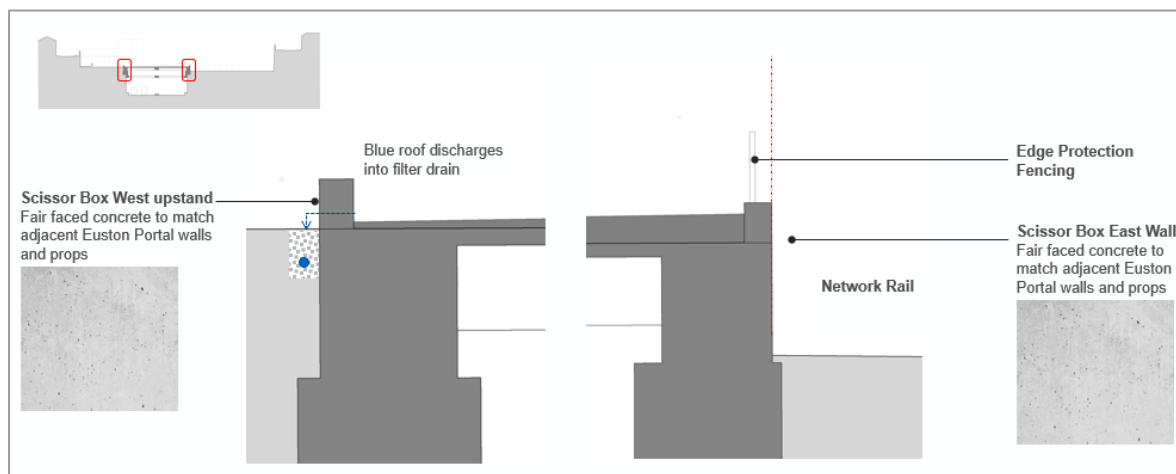 Blue roof discharges
into filter drain
Scissor Box West upstand
Fair faced concrete to match
adjacent Euston Portal walls
and props
Edge Protection
Fencing
Scissor Box East Wall
Fair faced concrete to
match adjacent Euston
Portal walls and props
Network Rail